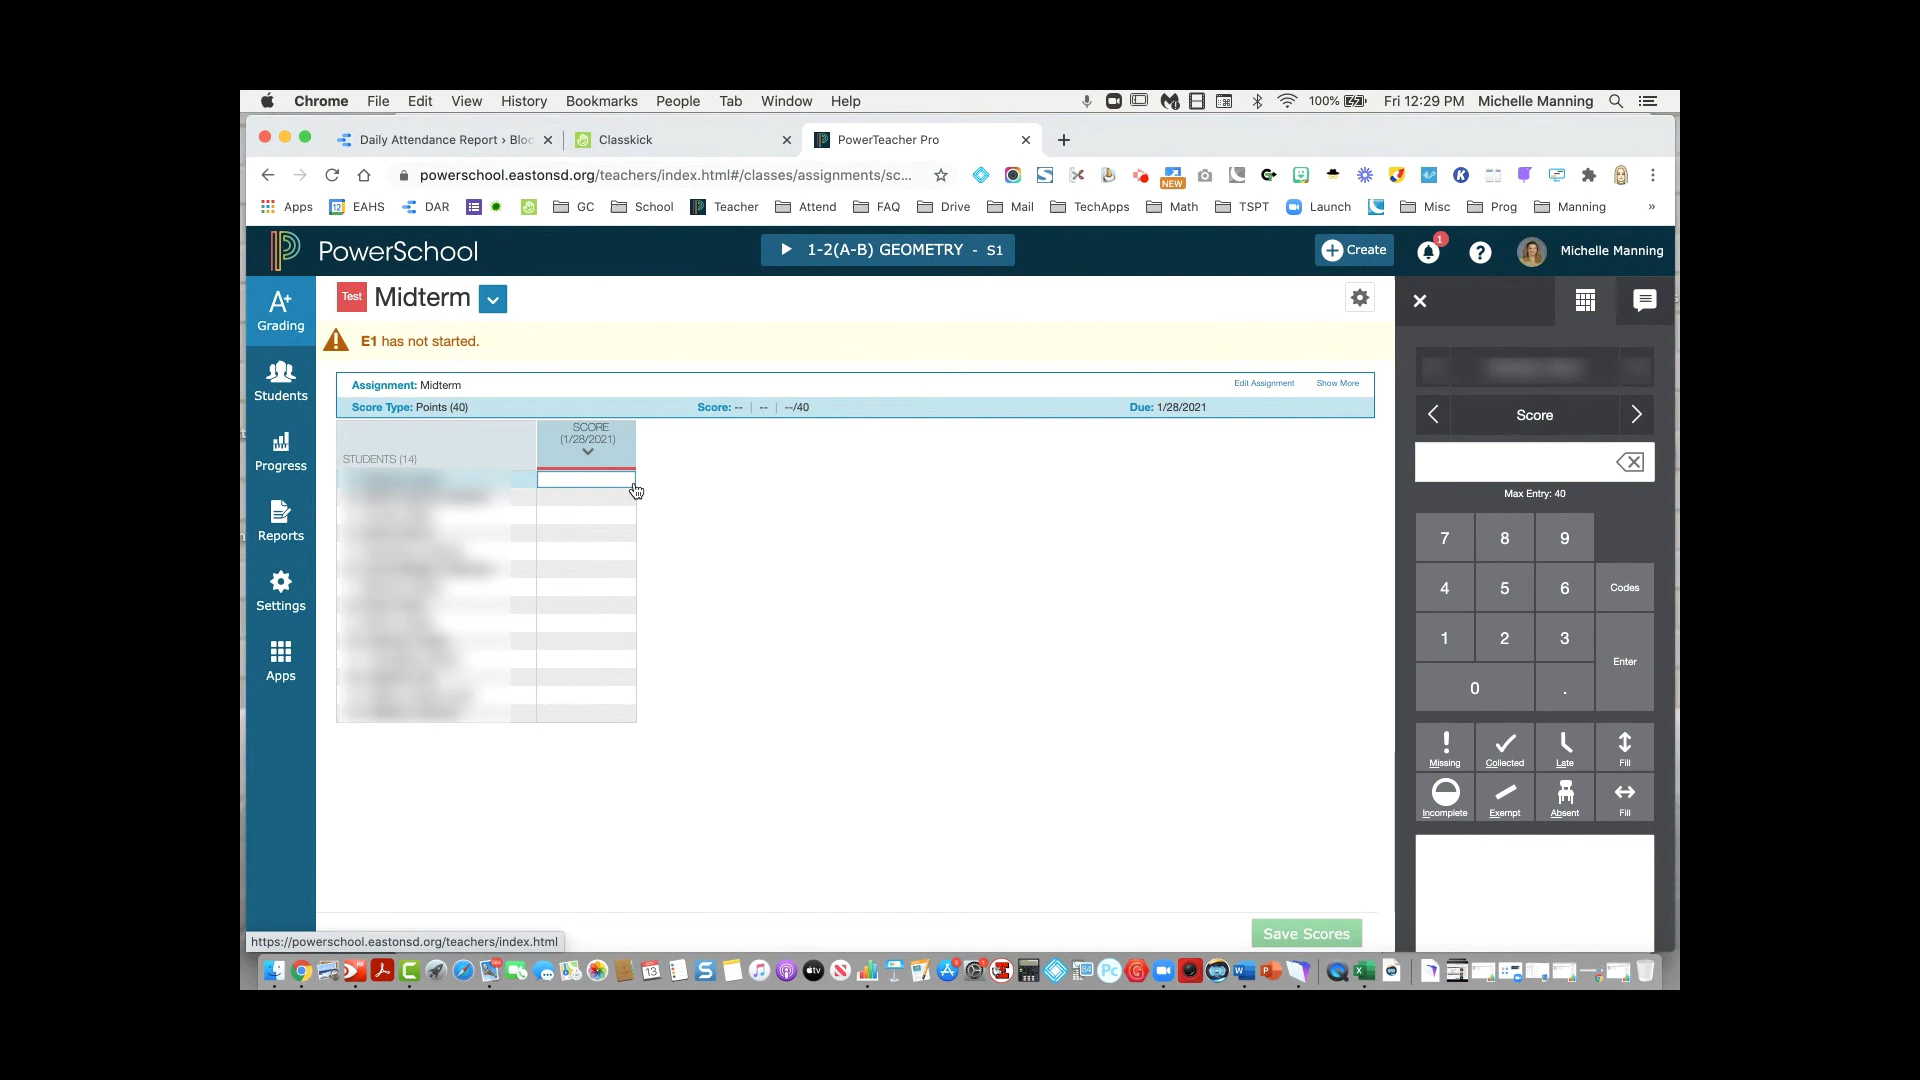 Chrome File Edit View History Bookmarks People Tab Window Help 100% Fri 12:29 PM Michelle Manning
Daily Attendance Report › Bloc Classkick PowerTeacher Pro
powerschool.eastonsd.org/teachers/index.html#/classes/assignments/sc... NEW
Apps EAHS DAR GC School Teacher Attend FAQ Drive Mail TechApps Math TSPT Launch Misc Prog Manning »
PowerSchool 1-2(A-B) GEOMETRY - S1 Create 1 Michelle Manning
Grading
Students
Progress
Reports
Settings
Apps
Test Midterm
E1 has not started.
Assignment: Midterm Edit Assignment Show More
Score Type: Points (40) Score: -- | -- | --/40 Due: 1/28/2021
SCORE
(1/28/2021)
STUDENTS (14)
Score
Max Entry: 40
7 8 9
4 5 6 Codes
1 2 3
Enter
0 .
Missing Collected Late Fill
Incomplete Exempt Absent Fill
Save Scores
https://powerschool.eastonsd.org/teachers/index.html